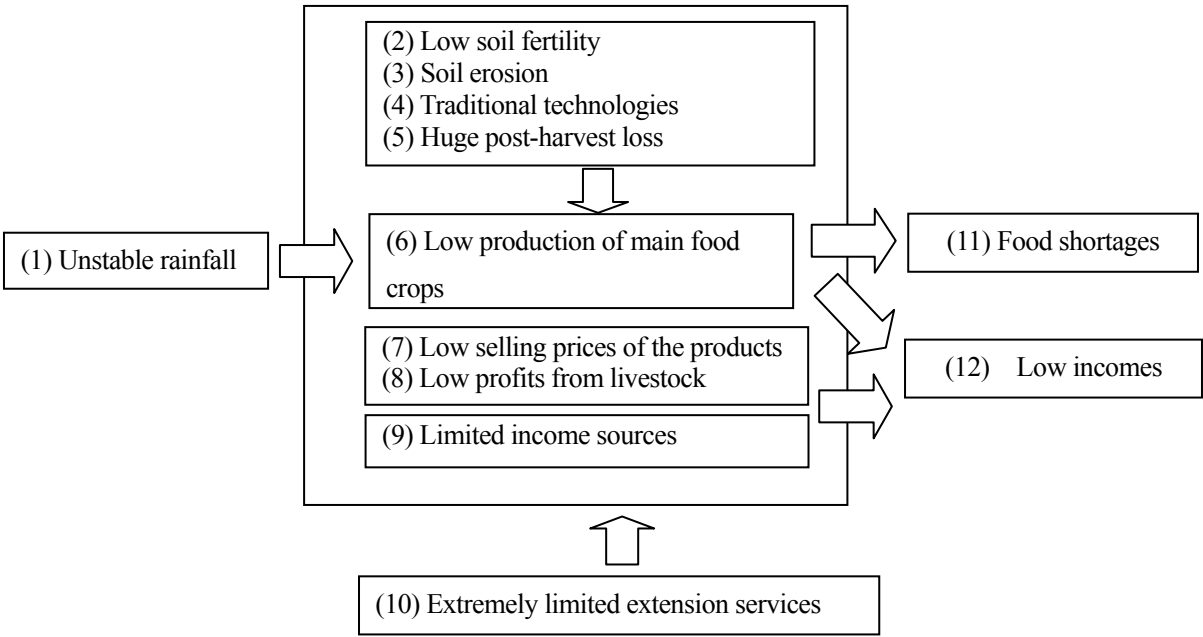 (2) Low soil fertility
(3) Soil erosion
(4) Traditional technologies
(5) Huge post-harvest loss
(1) Unstable rainfall
(6) Low production of main food
crops
(11) Food shortages
(7) Low selling prices of the products
(8) Low profits from livestock
(12) Low incomes
(9) Limited income sources
(10) Extremely limited extension services